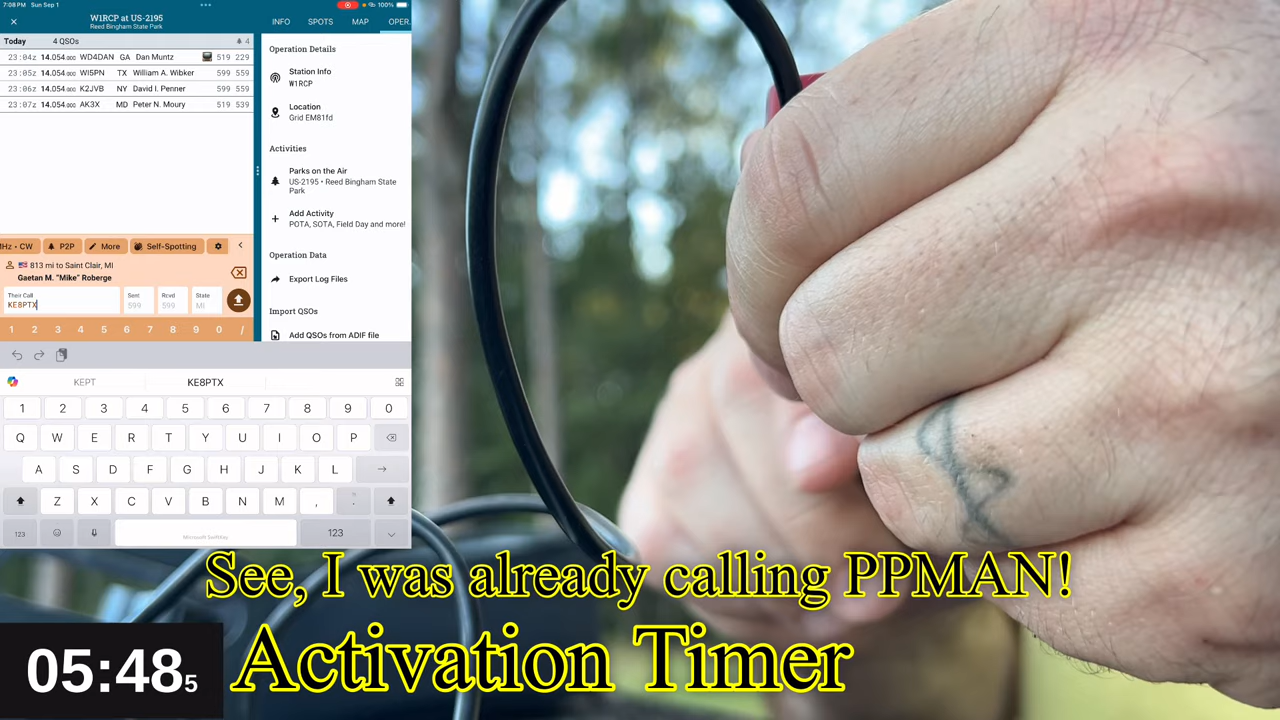 7:08 PM Sun Sep 1
100%
W1RCP at US-2195
Reed Bingham State Park
INFO SPOTS MAP OPER.
Today 4 QSOs 4
23:04z 14.054.000 WD4DAN GA Dan Muntz 519 229
23:05z 14.054.000 WI5PN TX William A. Wibker 599 559
23:06z 14.054.000 K2JVB NY David I. Penner 599 599
23:07z 14.054.000 AK3X MD Peter N. Moury 519 539
Operation Details
Station Info
W1RCP
Location
Grid EM81fd
Activities
Parks on the Air
US-2195 • Reed Bingham State
Park
Add Activity
POTA, SOTA, Field Day and more!
Operation Data
Export Log Files
Import QSOs
Add QSOs from ADIF file
Hz • CW P2P More Self-Spotting
813 mi to Saint Clair, MI
Gaetan M. "Mike" Roberge
Their Call Sent Rcvd State
KE8PTX 599 599 MI
1 2 3 4 5 6 7 8 9 0 /
KEPT KE8PTX
1 2 3 4 5 6 7 8 9 0
Q W E R T Y U I O P
A S D F G H J K L
Z X C V B N M ,
123 Microsoft SwiftKey 123
See, I was already calling PPMAN!
05:485 Activation Timer